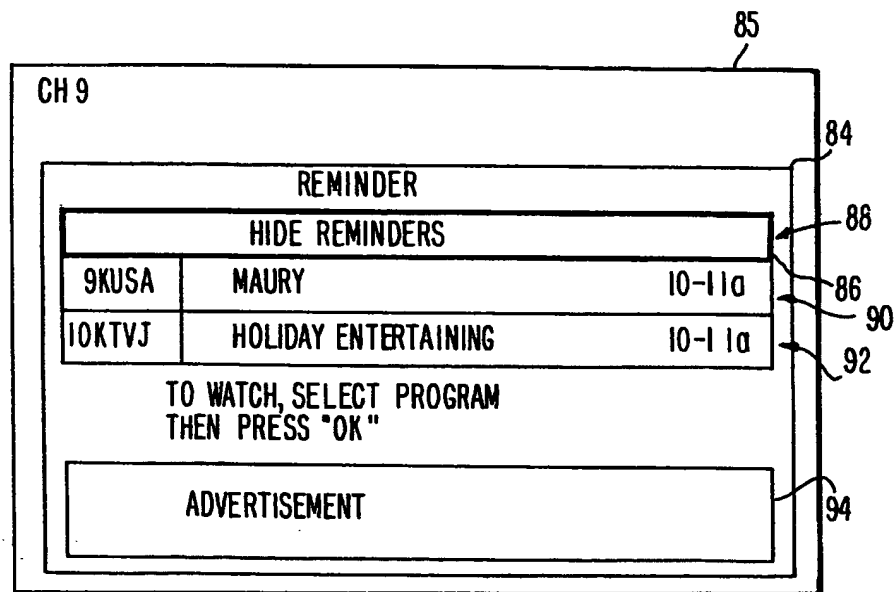 85
CH 9
84
REMINDER
HIDE REMINDERS
88
9KUSA MAURY 10-11a
86
90
10KTVJ HOLIDAY ENTERTAINING 10-11a
92
TO WATCH, SELECT PROGRAM
THEN PRESS "OK"
ADVERTISEMENT
94